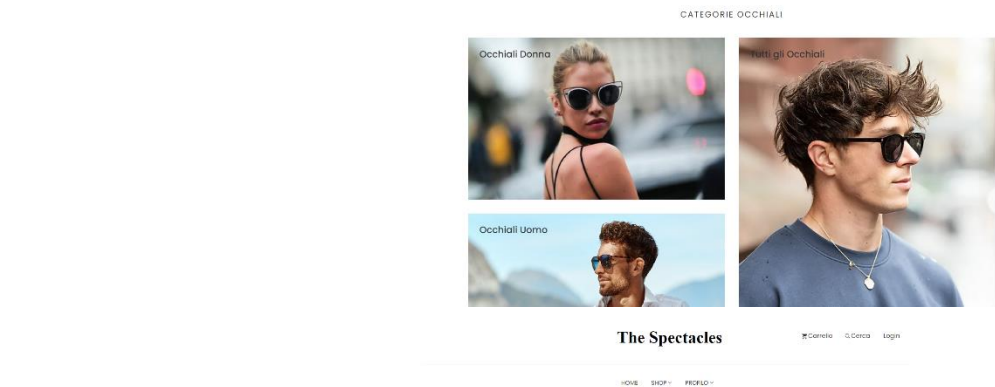 CATEGORIE OCCHIALI
Occhiali Donna
Tutti gli Occhiali
Occhiali Uomo
The Spectacles
Carrello
Cerca
Login
HOME
SHOP
PROFILO